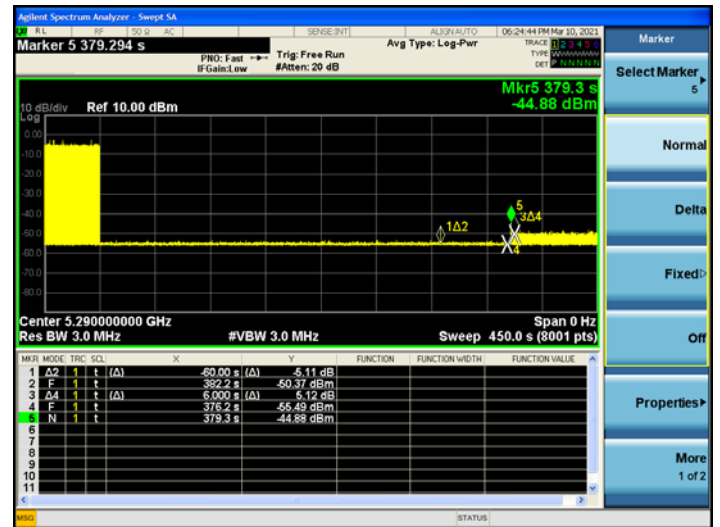 Agilent Spectrum Analyzer - Swept SA
RL RF 50 Ω AC SENSE:INT ALIGN AUTO 06:24:44 PM Mar 10, 2021
Marker 5 379.294 s
PNO: Fast
IFGain:Low
Trig: Free Run
#Atten: 20 dB
Avg Type: Log-Pwr
TRACE 1 2 3 4 5 6
TYPE
DET P N N N N N
Marker
Select Marker
5
Mkr5 379.3 s
-44.88 dBm
10 dB/div Ref 10.00 dBm
Log
0.00
-10.0
-20.0
-30.0
-40.0
-50.0
-60.0
-70.0
-80.0
5
3Δ4
1Δ2
4
Center 5.290000000 GHz Span 0 Hz
Res BW 3.0 MHz #VBW 3.0 MHz Sweep 450.0 s (8001 pts)
MKR MODE TRC SCL X Y FUNCTION FUNCTION WIDTH FUNCTION VALUE
1 Δ2 1 t (Δ) -60.00 s (Δ) -5.11 dB
2 F 1 t 382.2 s -50.37 dBm
3 Δ4 1 t (Δ) 6.000 s (Δ) 5.12 dB
4 F 1 t 376.2 s -55.49 dBm
5 N 1 t 379.3 s -44.88 dBm
6
7
8
9
10
11
Normal
Delta
Fixed
Off
Properties
More
1 of 2
MSG STATUS